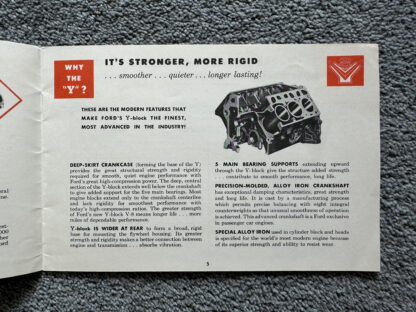 WHY
THE
"Y" ?
IT'S STRONGER, MORE RIGID
. . . smoother . . . quieter . . . longer lasting!
THESE ARE THE MODERN FEATURES THAT
MAKE FORD'S Y-block THE FINEST,
MOST ADVANCED IN THE INDUSTRY!
DEEP-SKIRT CRANKCASE (forming the base of the Y)
provides the great structural strength and rigidity
required for smooth, quiet engine performance with
Ford's great high-compression power. The deep, central
section of the Y-block extends well below the crankshaft
to give added support for the five main bearings. Most
engine blocks extend only to the crankshaft centerline
and lack rigidity for smoothest performance with
today's high-compression ratios. The greater strength
of Ford's new Y-block V-8 means longer life . . . more
miles of dependable performance.
Y-block IS WIDER AT REAR to form a broad, rigid
base for mounting the flywheel housing. Its greater
strength and rigidity makes a better connection between
engine and transmission . . . absorbs vibration.
5 MAIN BEARING SUPPORTS extending upward
through the Y-block give the structure added strength
. . . contribute to smooth performance, long life.
PRECISION-MOLDED, ALLOY IRON CRANKSHAFT
has exceptional damping characteristics, great strength
and long life. It is cast by a manufacturing process
which permits precise balancing with eight integral
counterweights so that unusual smoothness of operation
is achieved. This advanced crankshaft is a Ford exclusive
in passenger car engines.
SPECIAL ALLOY IRON used in cylinder block and heads
is specified for the world's most modern engine because
of its superior strength and ability to resist wear.
5